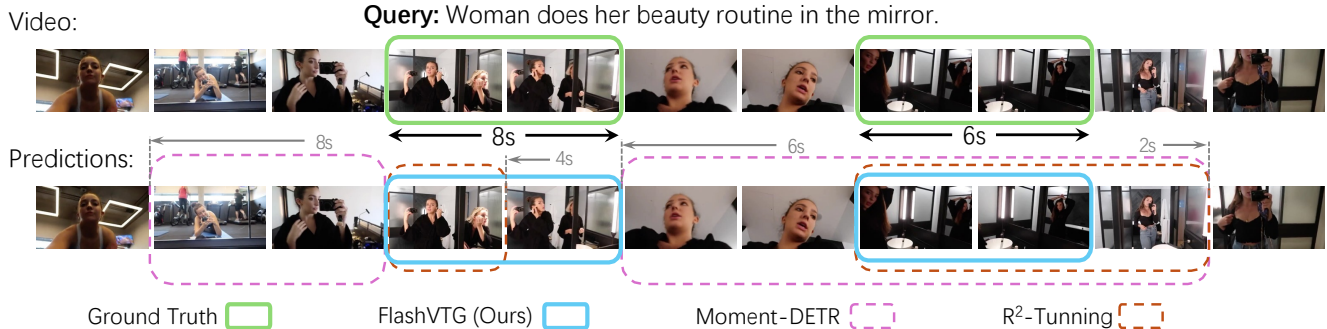 Video:
Query: Woman does her beauty routine in the mirror.
8s
8s
4s
6s
6s
2s
Predictions:
Ground Truth
FlashVTG (Ours)
Moment-DETR
R²-Tunning